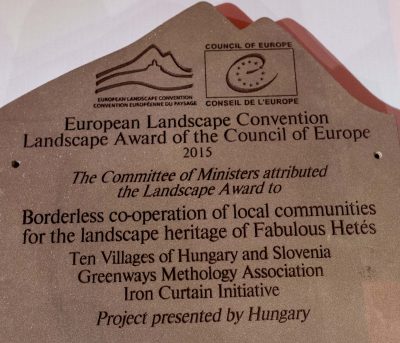 COUNCIL OF EUROPE
EUROPEAN LANDSCAPE CONVENTION
CONVENTION EUROPÉENNE DU PAYSAGE
CONSEIL DE L'EUROPE
European Landscape Convention
Landscape Award of the Council of Europe
2015
The Committee of Ministers attributed
the Landscape Award to
Borderless co-operation of local communities
for the landscape heritage of Fabulous Hetés
Ten Villages of Hungary and Slovenia
Greenways Methology Association
Iron Curtain Initiative
Project presented by Hungary